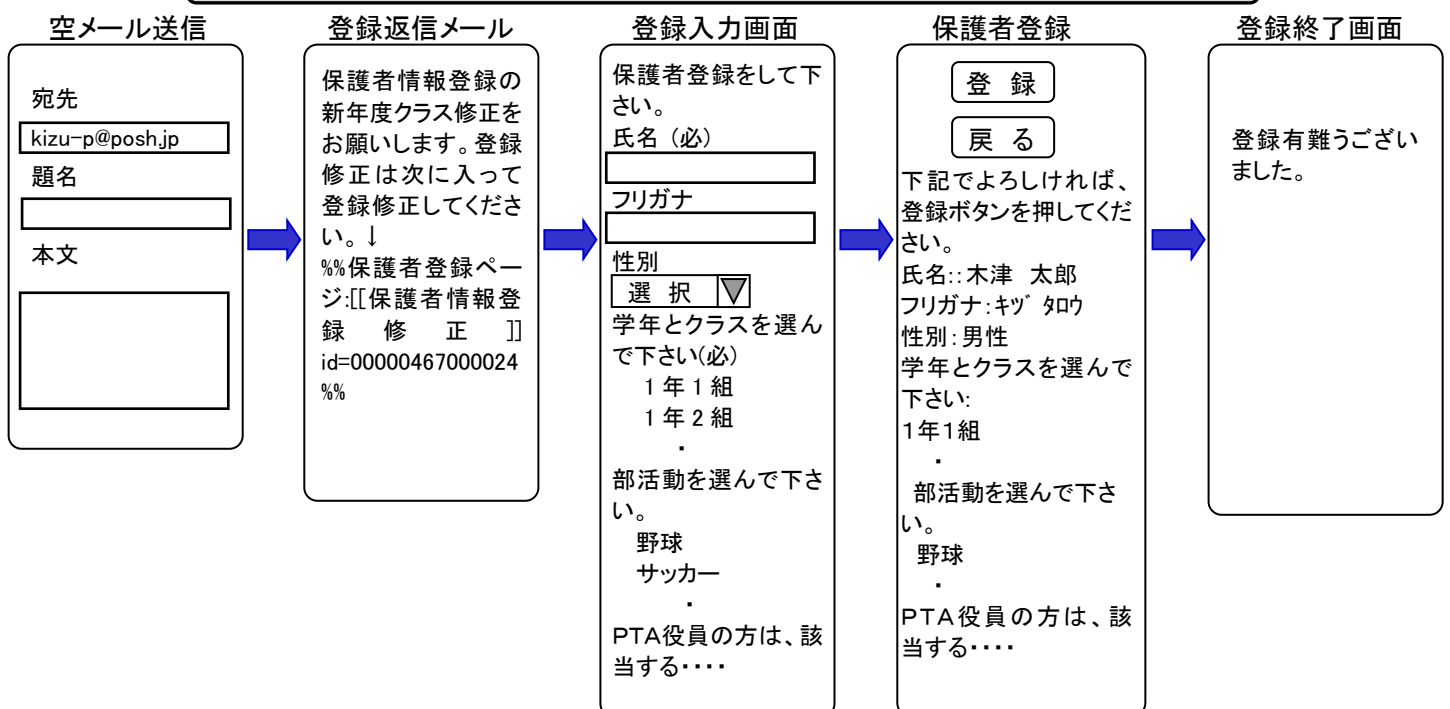 空メール送信
宛先
kizu-p@posh.jp
題名
本文
登録返信メール
保護者情報登録の
新年度クラス修正を
お願いします。登録
修正は次に入って
登録修正してくださ
い。↓
%%保護者登録ペー
ジ:[[保護者情報登
録 修 正 ]]
id=00000467000024
%%
登録入力画面
保護者登録をして下
さい。
氏名 (必)
フリガナ
性別
選 択 ▽
学年とクラスを選ん
で下さい(必)
1年1組
1年2組
・
部活動を選んで下さ
い。
野球
サッカー
・
PTA役員の方は、該
当する・・・・
保護者登録
登 録
戻 る
下記でよろしければ、
登録ボタンを押してくだ
さい。
氏名::木津 太郎
フリガナ:キヅ タロウ
性別:男性
学年とクラスを選んで
下さい:
1年1組
・
部活動を選んで下さ
い。
野球
・
PTA役員の方は、該
当する・・・・
登録終了画面
登録有難うござい
ました。